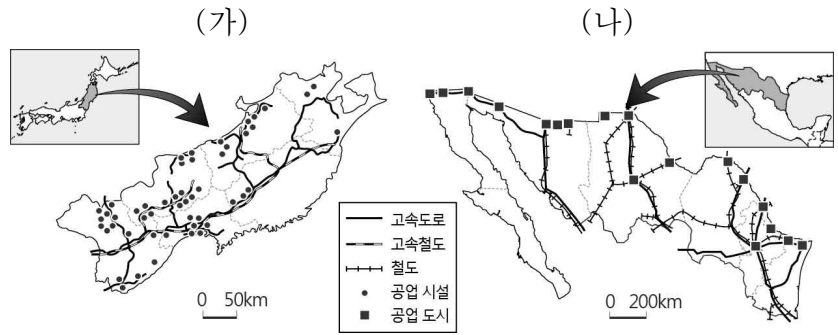 (가)
(나)
고속도로
고속철도
철도
공업 시설
공업 도시
0 50km
0 200km